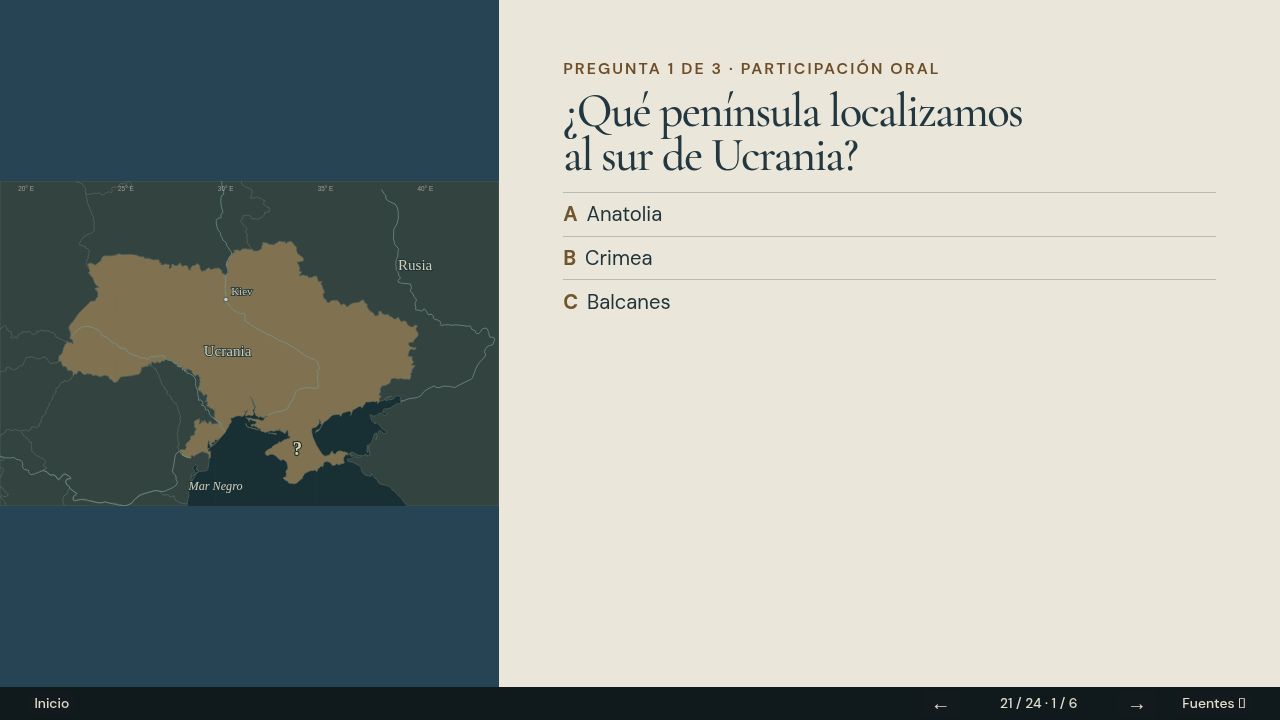 PREGUNTA 1 DE 3 · PARTICIPACIÓN ORAL
¿Qué península localizamos
al sur de Ucrania?
A Anatolia
B Crimea
C Balcanes
20° E 25° E 30° E 35° E 40° E
Rusia
Kiev
Ucrania
?
Mar Negro
Inicio
← 21 / 24 · 1 / 6 → Fuentes